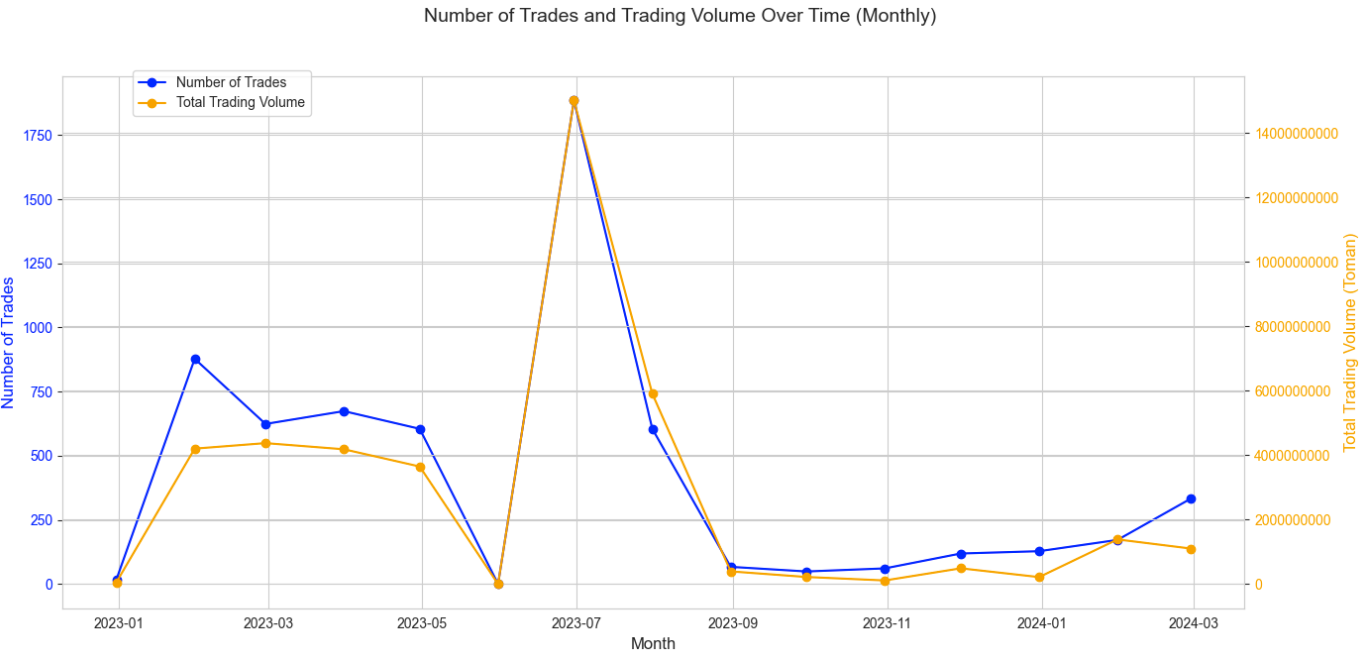 Number of Trades and Trading Volume Over Time (Monthly)
Number of Trades
Total Trading Volume
1750
1500
1250
1000
750
500
250
0
Number of Trades
14000000000
12000000000
10000000000
8000000000
6000000000
4000000000
2000000000
0
Total Trading Volume (Toman)
2023-01 2023-03 2023-05 2023-07 2023-09 2023-11 2024-01 2024-03
Month